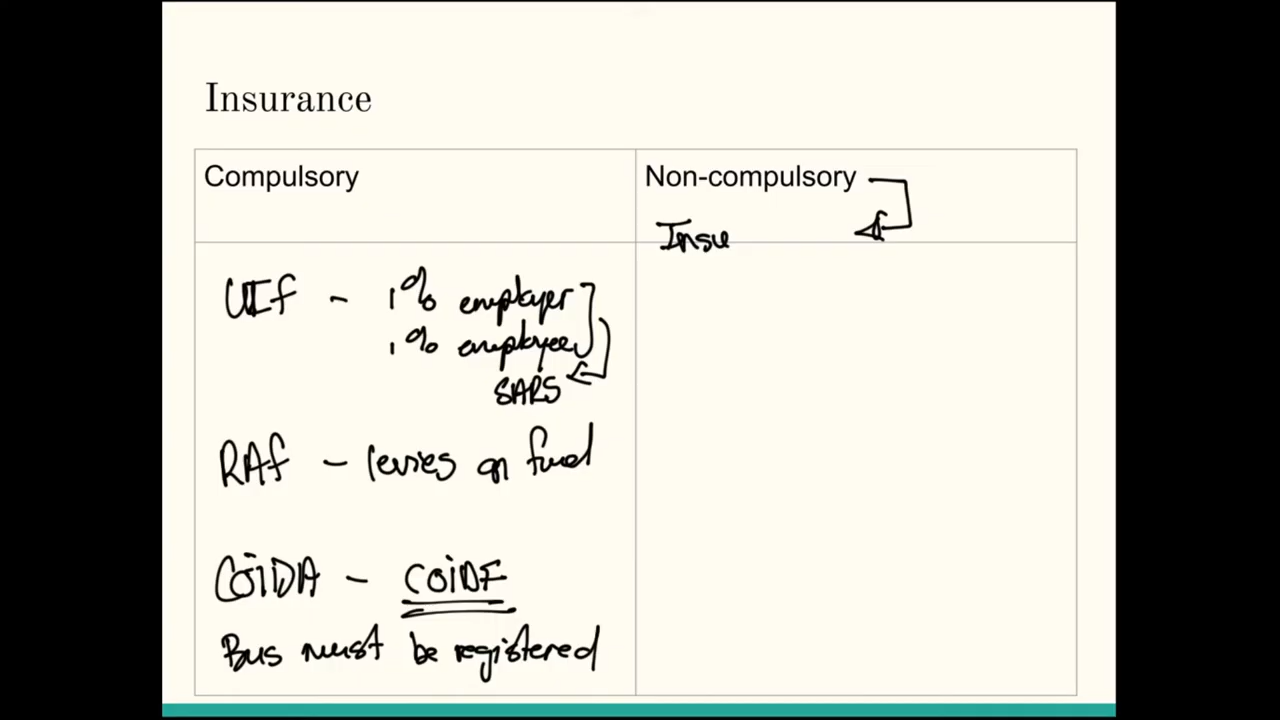 Insurance
Compulsory
Non-compulsory
Insu
UIf - 1% employer
1% employee
SARS
RAf - levies on fuel
COiDA - COiDF
Bus must be registered